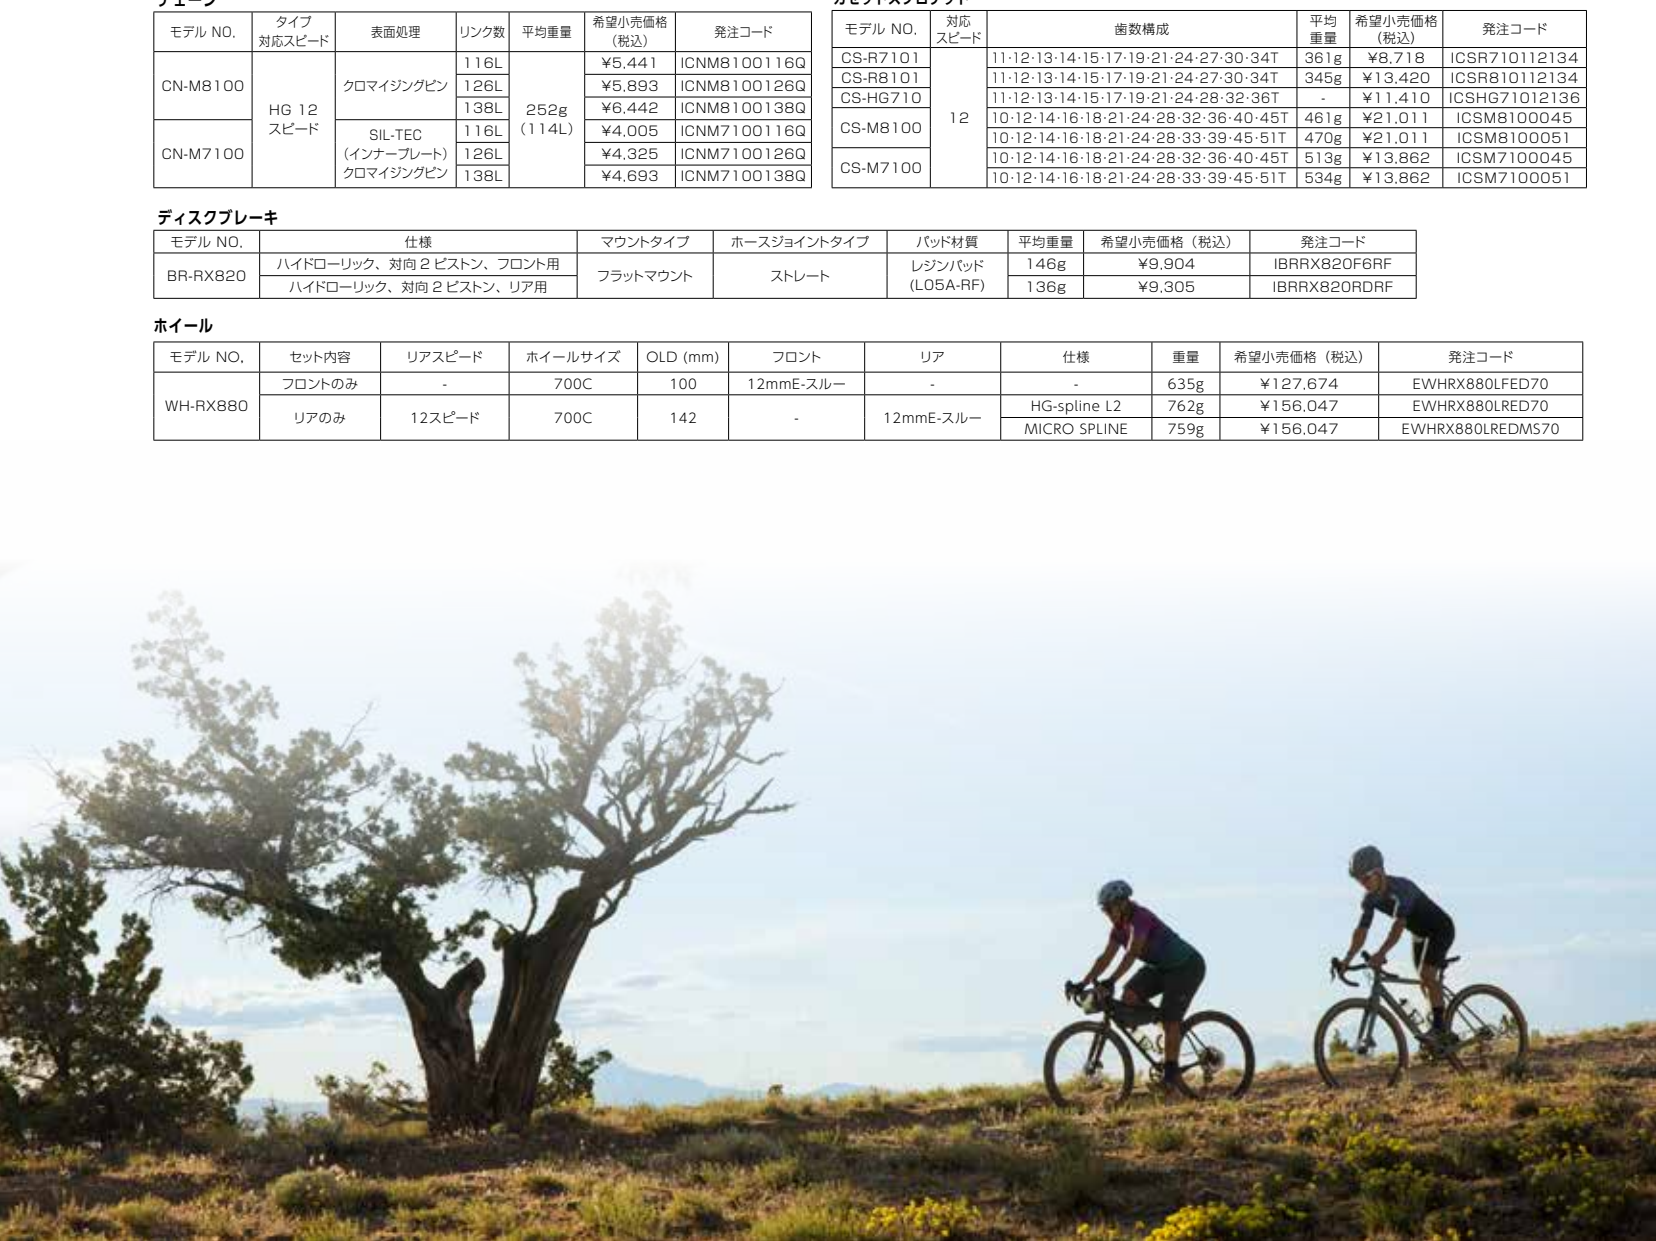 チェーン
モデル NO. タイプ 対応スピード 表面処理 リンク数 平均重量 希望小売価格 (税込) 発注コード
CN-M8100 HG 12 スピード クロマイジングピン 116L 252g (114L) ¥5,441 ICNM8100116Q
126L ¥5,893 ICNM8100126Q
138L ¥6,442 ICNM8100138Q
CN-M7100 SIL-TEC (インナープレート) クロマイジングピン 116L ¥4,005 ICNM7100116Q
126L ¥4,325 ICNM7100126Q
138L ¥4,693 ICNM7100138Q
カセットスプロケット
モデル NO. 対応 スピード 歯数構成 平均 重量 希望小売価格 (税込) 発注コード
CS-R7101 12 11-12-13-14-15-17-19-21-24-27-30-34T 361g ¥8,718 ICSR710112134
CS-R8101 11-12-13-14-15-17-19-21-24-27-30-34T 345g ¥13,420 ICSR810112134
CS-HG710 11-12-13-14-15-17-19-21-24-28-32-36T - ¥11,410 ICSHG71012136
CS-M8100 10-12-14-16-18-21-24-28-32-36-40-45T 461g ¥21,011 ICSM8100045
10-12-14-16-18-21-24-28-33-39-45-51T 470g ¥21,011 ICSM8100051
CS-M7100 10-12-14-16-18-21-24-28-32-36-40-45T 513g ¥13,862 ICSM7100045
10-12-14-16-18-21-24-28-33-39-45-51T 534g ¥13,862 ICSM7100051
ディスクブレーキ
モデル NO. 仕様 マウントタイプ ホースジョイントタイプ パッド材質 平均重量 希望小売価格（税込） 発注コード
BR-RX820 ハイドローリック、対向 2 ピストン、フロント用 フラットマウント ストレート レジンパッド (L05A-RF) 146g ¥9,904 IBRRX820F6RF
ハイドローリック、対向 2 ピストン、リア用 136g ¥9,305 IBRRX820RDRF
ホイール
モデル NO. セット内容 リアスピード ホイールサイズ OLD (mm) フロント リア 仕様 重量 希望小売価格（税込） 発注コード
WH-RX880 フロントのみ - 700C 100 12mmE-スルー - - 635g ¥127,674 EWHRX880LFED70
リアのみ 12スピード 700C 142 - 12mmE-スルー HG-spline L2 762g ¥156,047 EWHRX880LRED70
MICRO SPLINE 759g ¥156,047 EWHRX880LREDMS70